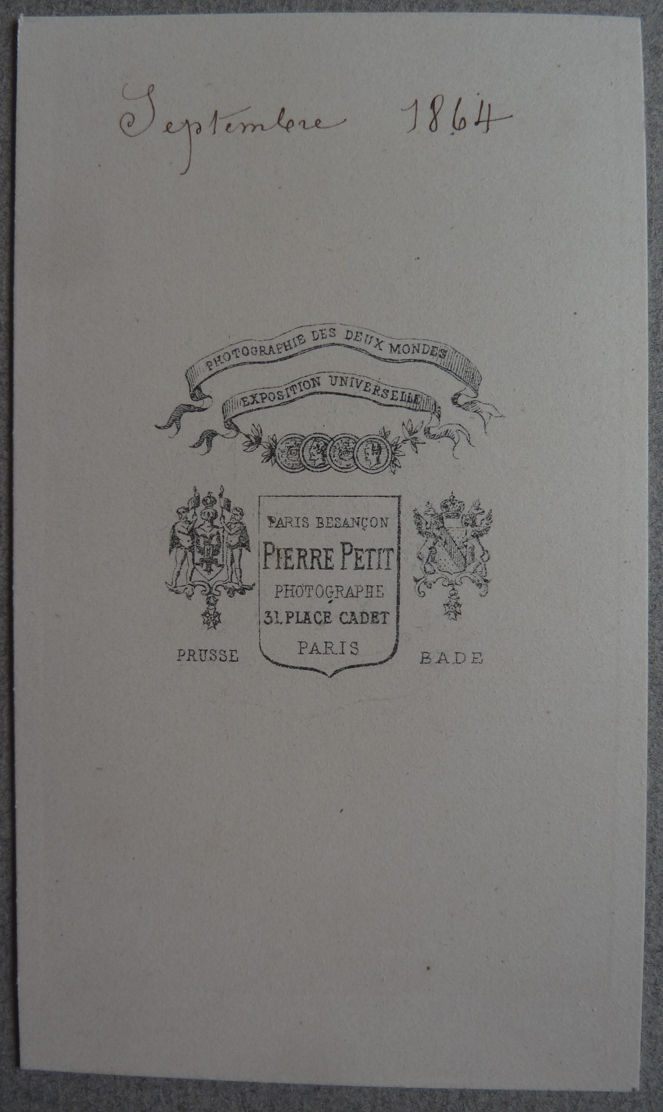 Septembre 1864
PHOTOGRAPHIE DES DEUX MONDES
EXPOSITION UNIVERSELLE
PARIS BESANÇON
PIERRE PETIT
PHOTOGRAPHE
31, PLACE CADET
PARIS
PRUSSE
BADE